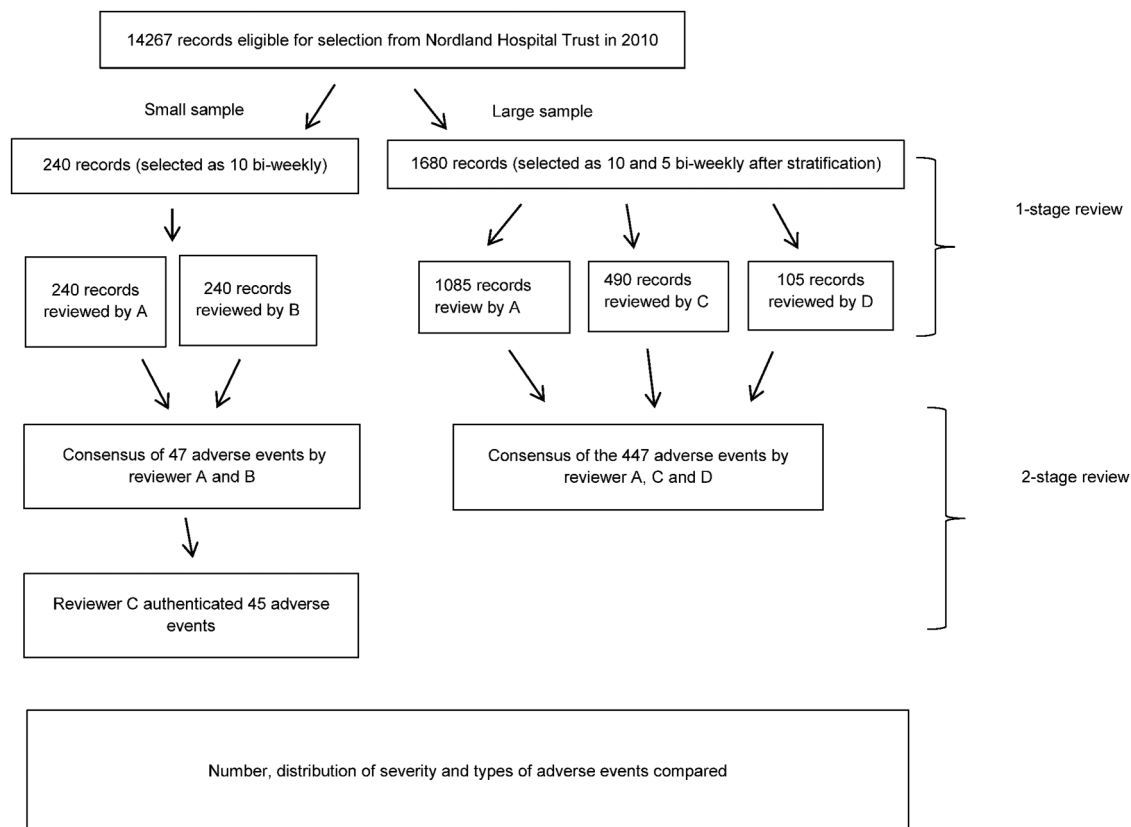 14267 records eligible for selection from Nordland Hospital Trust in 2010
Small sample
Large sample
240 records (selected as 10 bi-weekly)
1680 records (selected as 10 and 5 bi-weekly after stratification)
1-stage review
240 records
reviewed by A
240 records
reviewed by B
1085 records
review by A
490 records
reviewed by C
105 records
reviewed by D
Consensus of 47 adverse events by
reviewer A and B
Consensus of the 447 adverse events by
reviewer A, C and D
2-stage review
Reviewer C authenticated 45 adverse
events
Number, distribution of severity and types of adverse events compared